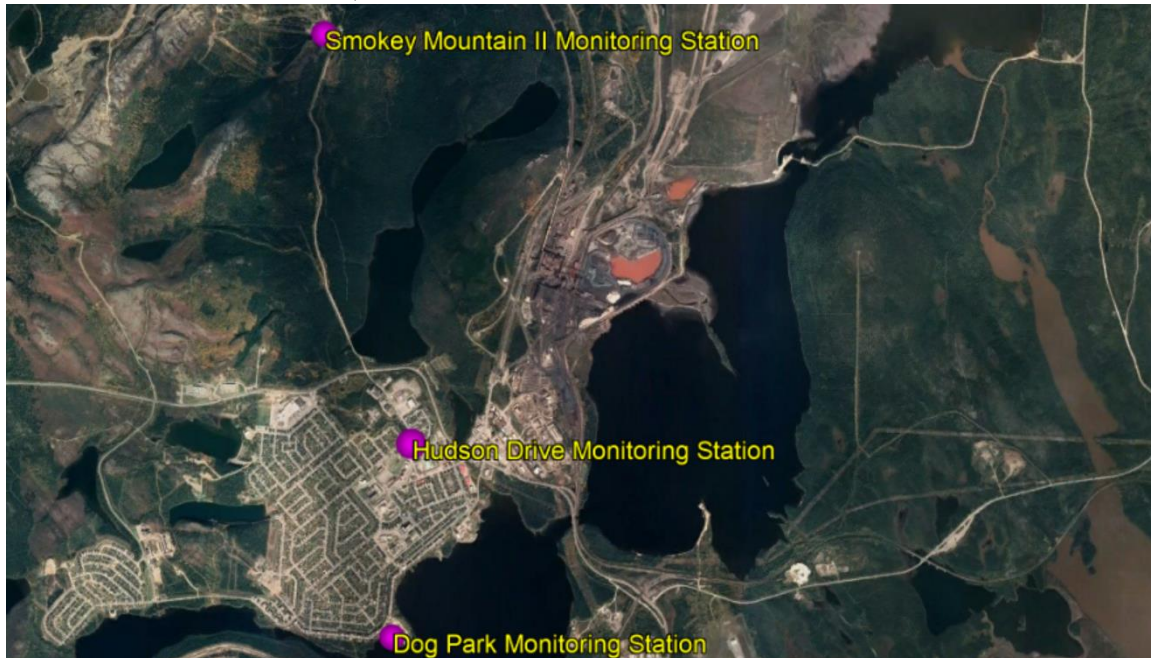 Smokey Mountain II Monitoring Station
Hudson Drive Monitoring Station
Dog Park Monitoring Station